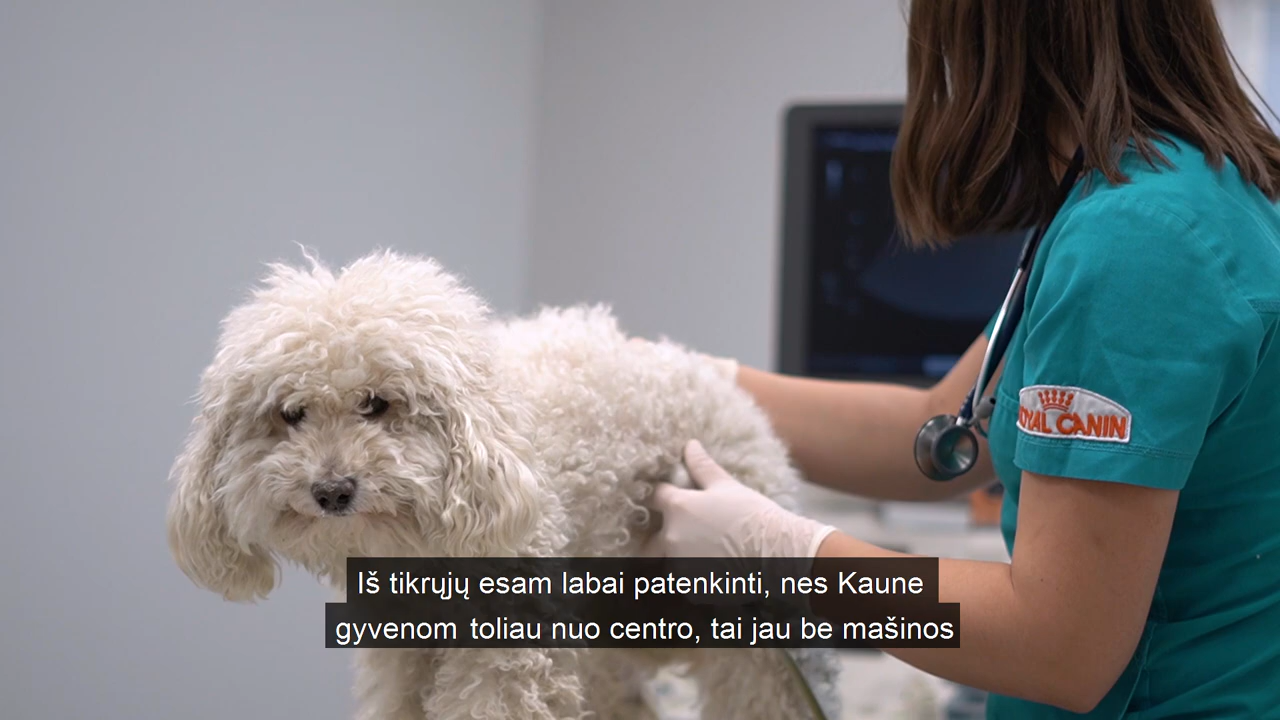 ROYAL CANIN
Iš tikrųjų esam labai patenkinti, nes Kaune
gyvenom toliau nuo centro, tai jau be mašinos